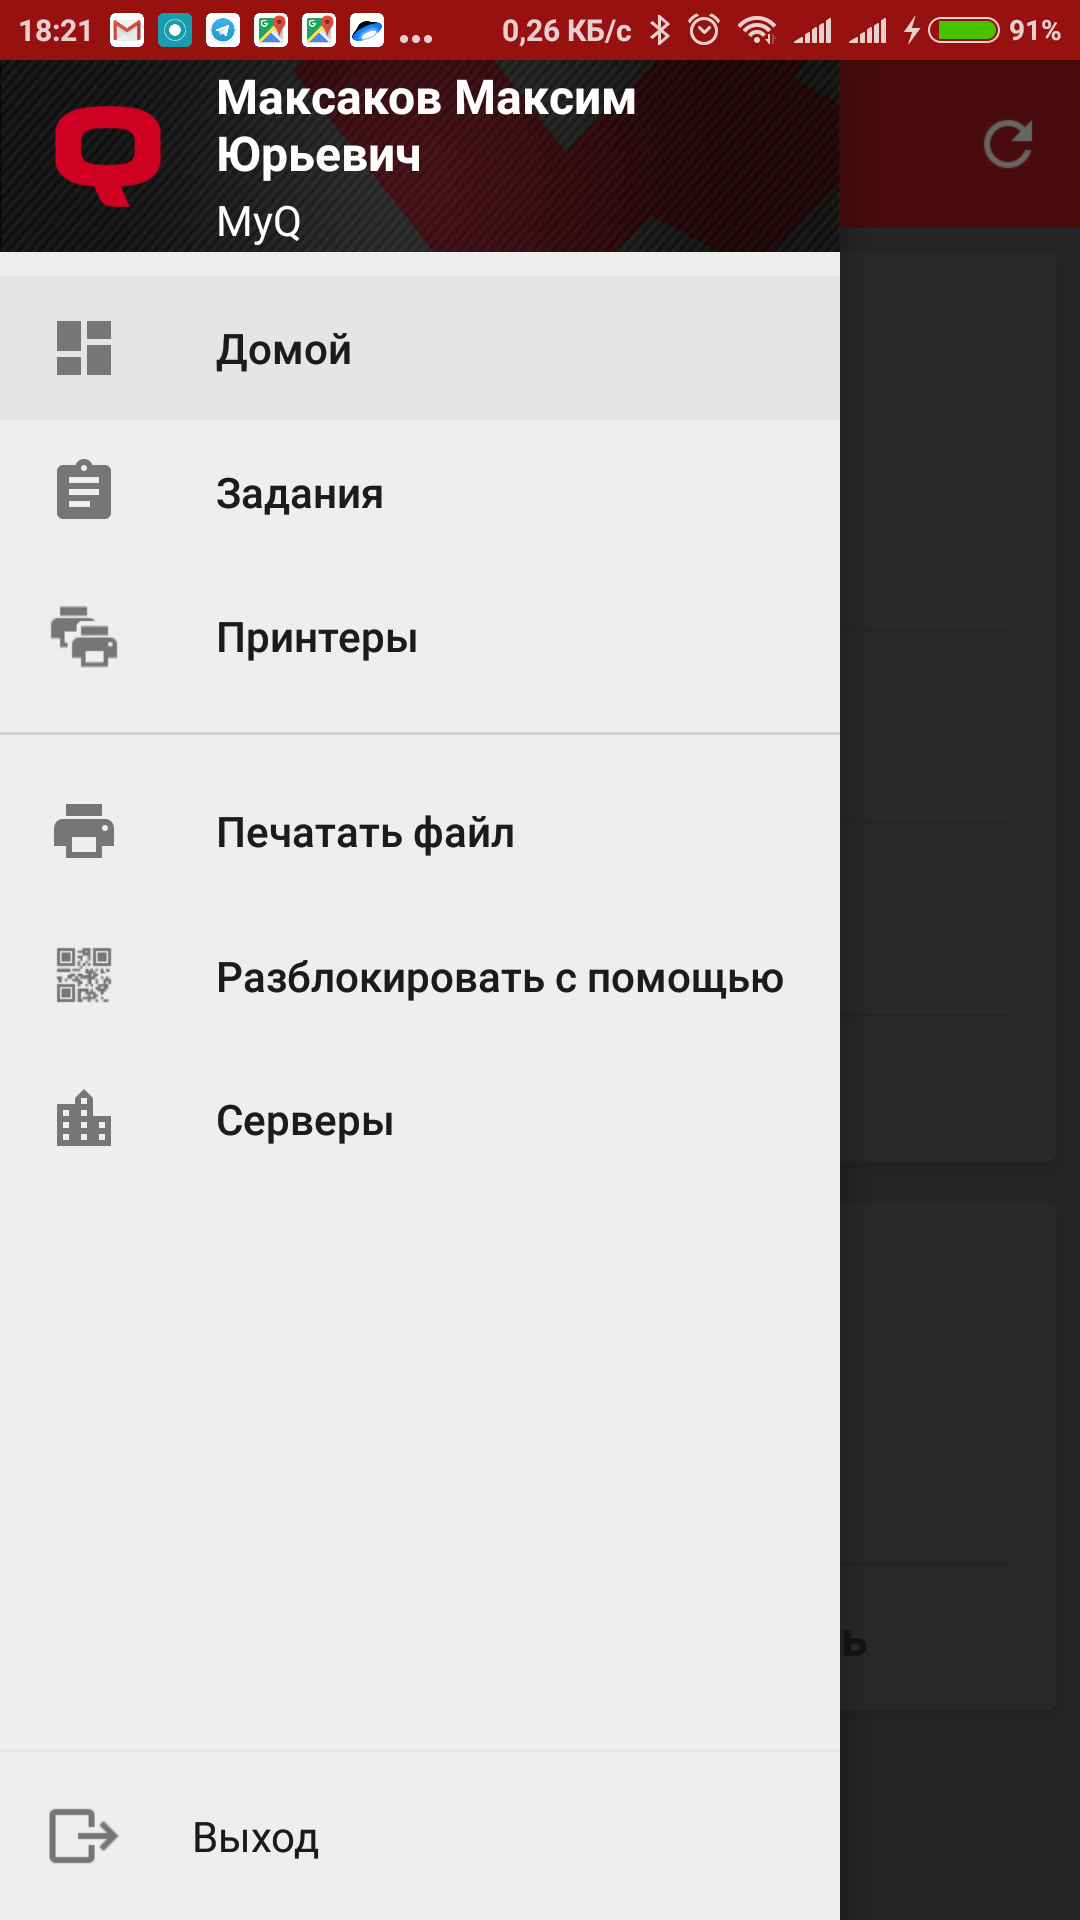 18:21 ... 0,26 КБ/с 91%
Максаков Максим
Юрьевич
MyQ
Домой
Задания
Принтеры
Печатать файл
Разблокировать с помощью
Серверы
ь
Выход